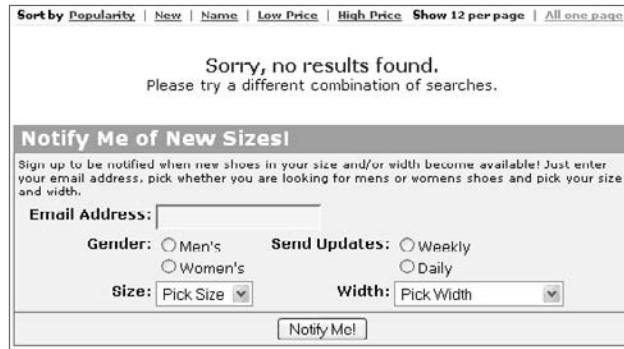 Sort by Popularity | New | Name | Low Price | High Price Show 12 per page | All one page
Sorry, no results found.
Please try a different combination of searches.
Notify Me of New Sizes!
Sign up to be notified when new shoes in your size and/or width become available! Just enter
your email address, pick whether you are looking for mens or womens shoes and pick your size
and width.
Email Address:
Gender: Men's Send Updates: Weekly
Women's Daily
Size: Pick Size Width: Pick Width
Notify Me!